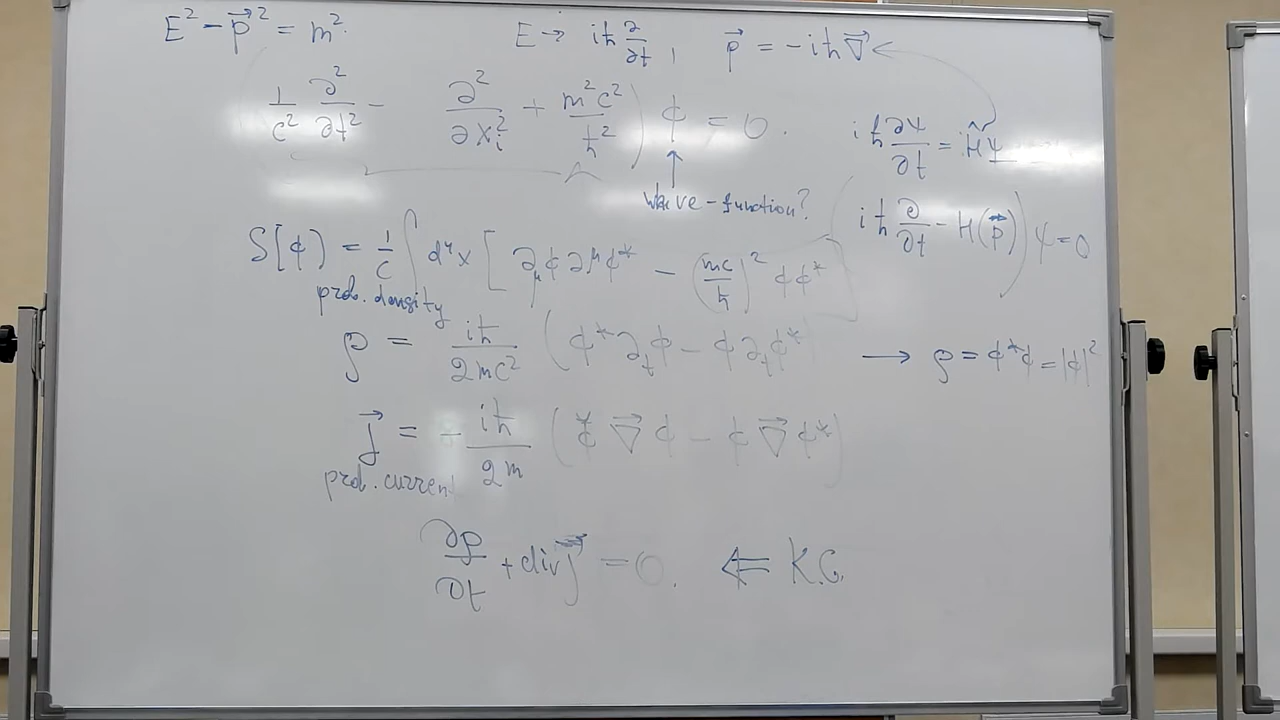 E² - p⃗² = m². E → iħ ∂/∂t, p⃗ = -iħ∇⃗
1/c² ∂²/∂t² - ∂²/∂x_i² + m²c²/ħ² ) ϕ = 0.
iħ ∂ψ/∂t = Ĥψ
wave-function?
iħ ∂/∂t - H(p⃗) ) ψ = 0
S[ϕ) = 1/c ∫ d⁴x [ ∂_μ ϕ ∂^μ ϕ* - (mc/ħ)² ϕϕ*
prob. density
ρ = iħ/2mc² (ϕ* ∂_t ϕ - ϕ ∂_t ϕ* → ρ = ϕ*ϕ = |ϕ|²
j⃗ = - iħ/2m (ϕ* ∇⃗ ϕ - ϕ ∇⃗ ϕ*)
prob. current
∂ρ/∂t + div j⃗ = 0. ⇐ K.G.